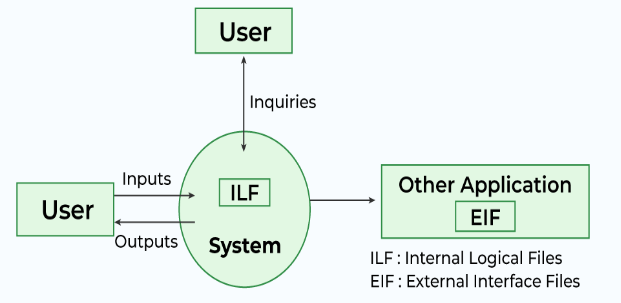 User
Inquiries
Inputs
User
Outputs
ILF
System
Other Application
EIF
ILF : Internal Logical Files
EIF : External Interface Files